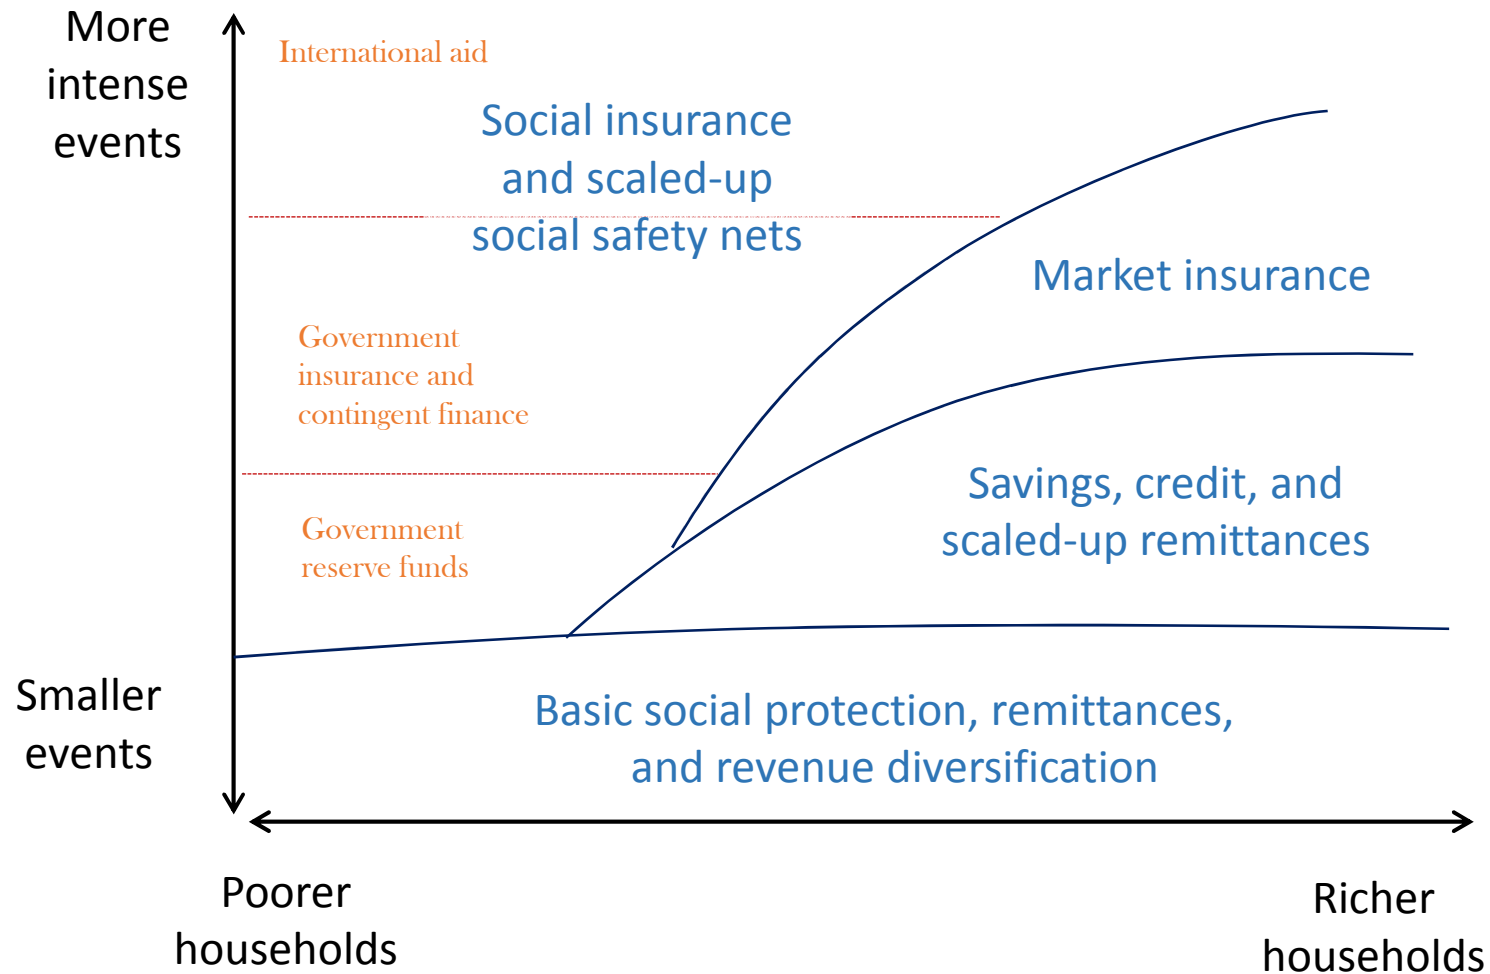 More
intense
events
International aid
Social insurance
and scaled-up
social safety nets
Market insurance
Government
insurance and
contingent finance
Savings, credit, and
scaled-up remittances
Government
reserve funds
Smaller
events
Basic social protection, remittances,
and revenue diversification
Poorer
households
Richer
households